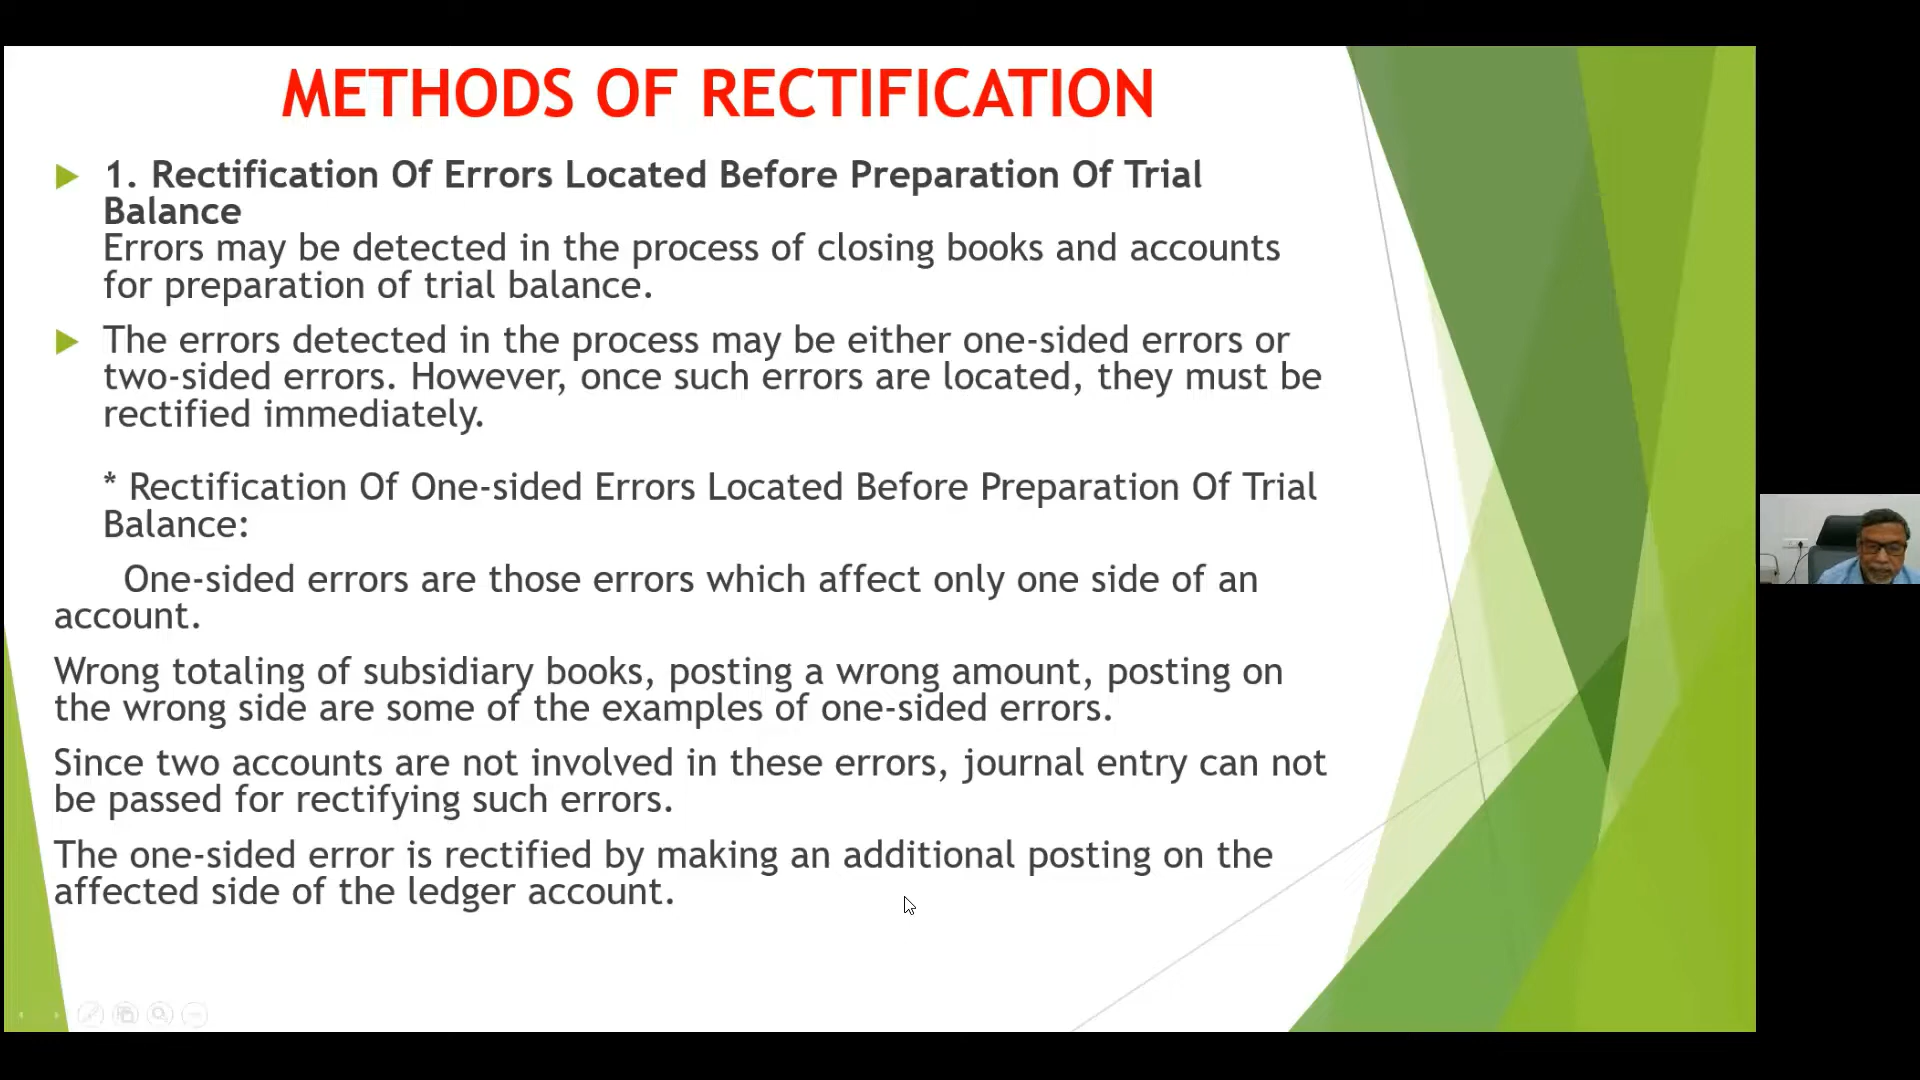 METHODS OF RECTIFICATION
1. Rectification Of Errors Located Before Preparation Of Trial
Balance
Errors may be detected in the process of closing books and accounts
for preparation of trial balance.
The errors detected in the process may be either one-sided errors or
two-sided errors. However, once such errors are located, they must be
rectified immediately.
* Rectification Of One-sided Errors Located Before Preparation Of Trial
Balance:
One-sided errors are those errors which affect only one side of an
account.
Wrong totaling of subsidiary books, posting a wrong amount, posting on
the wrong side are some of the examples of one-sided errors.
Since two accounts are not involved in these errors, journal entry can not
be passed for rectifying such errors.
The one-sided error is rectified by making an additional posting on the
affected side of the ledger account.